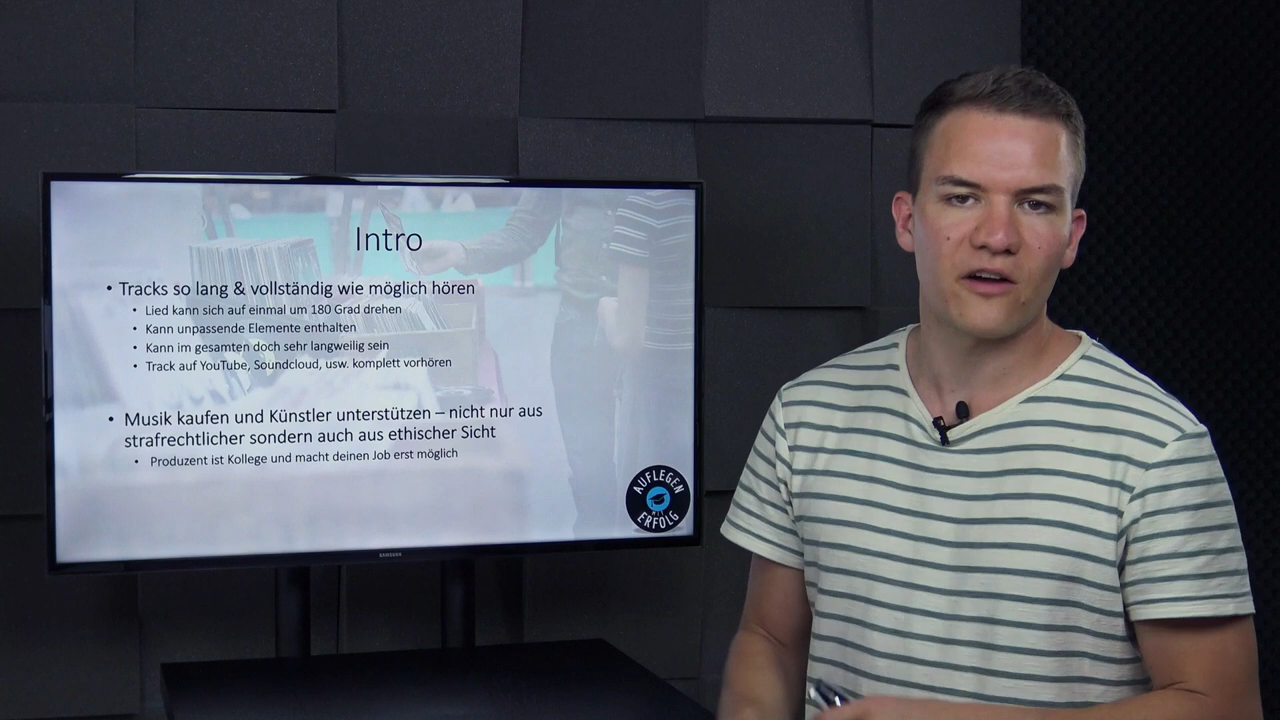 Intro
• Tracks so lang & vollständig wie möglich hören
• Lied kann sich auf einmal um 180 Grad drehen
• Kann unpassende Elemente enthalten
• Kann im gesamten doch sehr langweilig sein
• Track auf YouTube, Soundcloud, usw. komplett vorhören
• Musik kaufen und Künstler unterstützen – nicht nur aus
strafrechtlicher sondern auch aus ethischer Sicht
• Produzent ist Kollege und macht deinen Job erst möglich
AUFLEGEN
MIT
ERFOLG
SAMSUNG